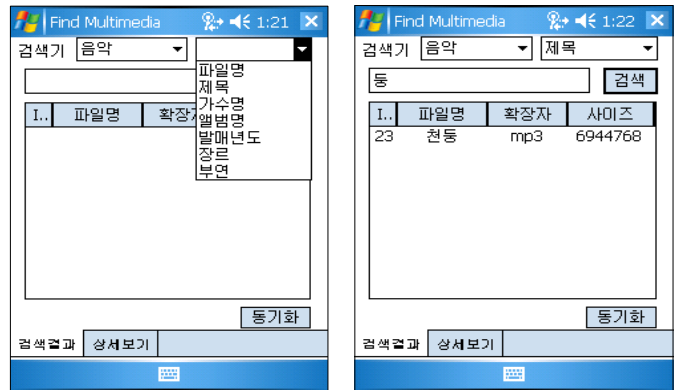 Find Multimedia 1:21
검색기 음악
파일명
제목
가수명
앨범명
발매년도
장르
부연
I.. 파일명 확장자
동기화
검색결과 상세보기
Find Multimedia 1:22
검색기 음악 제목
둥 검색
I.. 파일명 확장자 사이즈
23 천둥 mp3 6944768
동기화
검색결과 상세보기